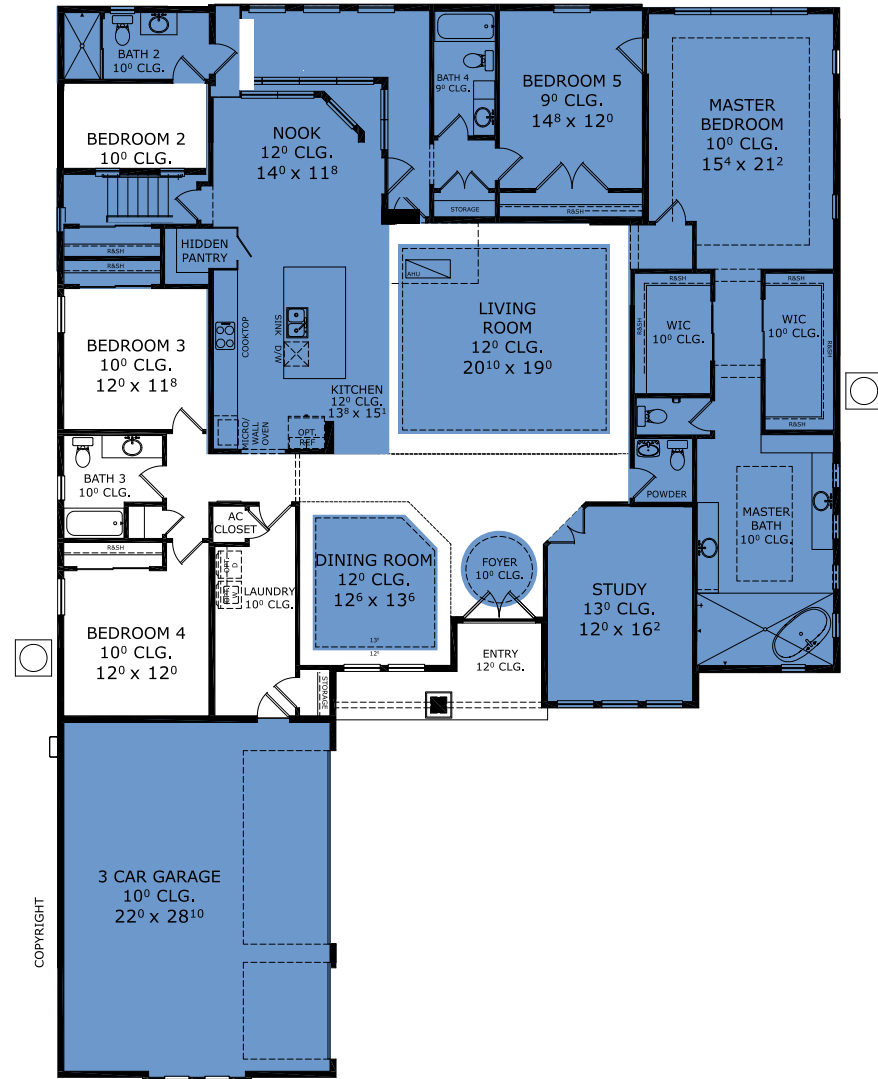 BATH 2
10⁰ CLG.
BEDROOM 2
10⁰ CLG.
NOOK
12⁰ CLG.
14⁰ x 11⁸
BATH 4
9⁰ CLG.
BEDROOM 5
9⁰ CLG.
14⁸ x 12⁰
MASTER
BEDROOM
10⁰ CLG.
15⁴ x 21²
STORAGE
R&SH
HIDDEN
PANTRY
R&SH
R&SH
AHU
LIVING
ROOM
12⁰ CLG.
20¹⁰ x 19⁰
R&SH
R&SH
WIC
10⁰ CLG.
R&SH
R&SH
WIC
10⁰ CLG.
R&SH
COOKTOP
SINK
D/W
BEDROOM 3
10⁰ CLG.
12⁰ x 11⁸
KITCHEN
12⁰ CLG.
13⁸ x 15¹
MICRO/
WALL
OVEN
OPT.
REF
BATH 3
10⁰ CLG.
POWDER
MASTER
BATH
10⁰ CLG.
AC
CLOSET
R&SH
OPT.
D
OPT.
W
LAUNDRY
10⁰ CLG.
DINING ROOM
12⁰ CLG.
12⁶ x 13⁶
13⁰
12⁰
FOYER
10⁰ CLG.
STUDY
13⁰ CLG.
12⁰ x 16²
BEDROOM 4
10⁰ CLG.
12⁰ x 12⁰
ENTRY
12⁰ CLG.
STORAGE
3 CAR GARAGE
10⁰ CLG.
22⁰ x 28¹⁰
COPYRIGHT